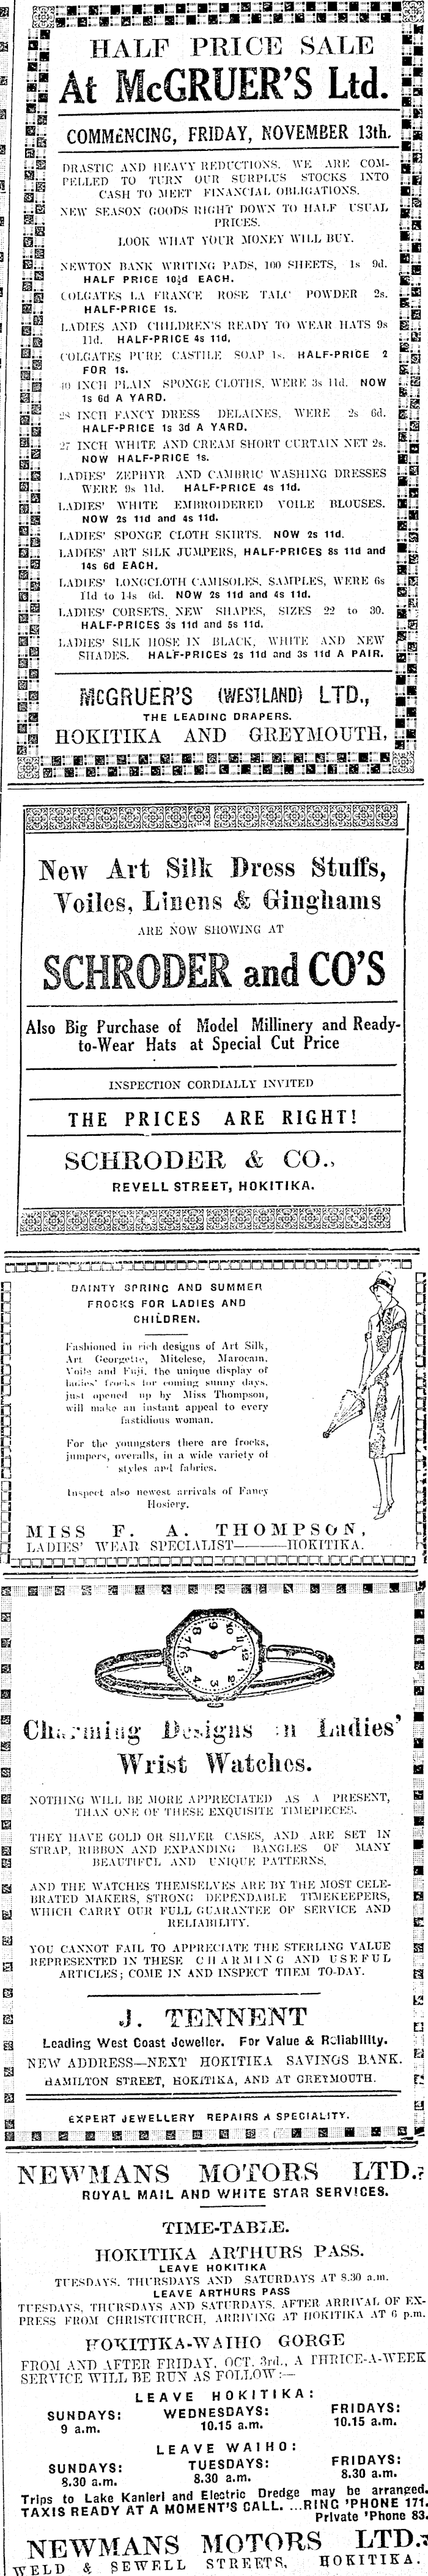 HALF PRICE SALE
At McGRUER'S Ltd.
COMMENCING, FRIDAY, NOVEMBER 13th.
DRASTIC AND HEAVY REDUCTIONS. WE ARE COM-
PELLED TO TURN OUR SURPLUS STOCKS INTO
CASH TO MEET FINANCIAL OBLIGATIONS.
NEW SEASON GOODS RIGHT DOWN TO HALF USUAL
PRICES.
LOOK WHAT YOUR MONEY WILL BUY.
NEWTON BANK WRITING PADS, 100 SHEETS, 1s 9d.
HALF PRICE 10½d EACH.
COLGATES LA FRANCE ROSE TALC POWDER 2s.
HALF-PRICE 1s.
LADIES AND CHILDREN'S READY TO WEAR HATS 9s
11d. HALF-PRICE 4s 11d.
COLGATES PURE CASTILE SOAP 1s. HALF-PRICE 2
FOR 1s.
40 INCH PLAIN SPONGE CLOTHS, WERE 3s 11d. NOW
1s 6d A YARD.
28 INCH FANCY DRESS DELAINES, WERE 2s 6d.
HALF-PRICE 1s 3d A YARD.
27 INCH WHITE AND CREAM SHORT CURTAIN NET 2s.
NOW HALF-PRICE 1s.
LADIES' ZEPHYR AND CAMBRIC WASHING DRESSES
WERE 9s 11d. HALF-PRICE 4s 11d.
LADIES' WHITE EMBROIDERED VOILE BLOUSES.
NOW 2s 11d and 4s 11d.
LADIES' SPONGE CLOTH SKIRTS. NOW 2s 11d.
LADIES' ART SILK JUMPERS, HALF-PRICES 8s 11d and
14s 6d EACH.
LADIES' LONGCLOTH CAMISOLES, SAMPLES, WERE 6s
11d to 14s 6d. NOW 2s 11d and 4s 11d.
LADIES' CORSETS, NEW SHAPES, SIZES 22 to 30.
HALF-PRICES 3s 11d and 5s 11d.
LADIES' SILK HOSE IN BLACK, WHITE AND NEW
SHADES. HALF-PRICES 2s 11d and 3s 11d A PAIR.
McGRUER'S (WESTLAND) LTD.,
THE LEADING DRAPERS.
HOKITIKA AND GREYMOUTH,
New Art Silk Dress Stuffs,
Voiles, Linens & Ginghams
ARE NOW SHOWING AT
SCHRODER and CO'S
Also Big Purchase of Model Millinery and Ready-
to-Wear Hats at Special Cut Price
INSPECTION CORDIALLY INVITED
THE PRICES ARE RIGHT!
SCHRODER & CO.,
REVELL STREET, HOKITIKA.
DAINTY SPRING AND SUMMER
FROCKS FOR LADIES AND
CHILDREN.
Fashioned in rich designs of Art Silk,
Art Georgette, Mitelese, Marocain,
Voile and Fuji, the unique display of
ladies' frocks for coming sunny days,
just opened up by Miss Thompson,
will make an instant appeal to every
fastidious woman.
For the youngsters there are frocks,
jumpers, overalls, in a wide variety of
styles and fabrics.
Inspect also newest arrivals of Fancy
Hosiery.
MISS F. A. THOMPSON,
LADIES' WEAR SPECIALIST———HOKITIKA.
Charming Designs in Ladies'
Wrist Watches.
NOTHING WILL BE MORE APPRECIATED AS A PRESENT,
THAN ONE OF THESE EXQUISITE TIMEPIECES.
THEY HAVE GOLD OR SILVER CASES, AND ARE SET IN
STRAP, RIBBON AND EXPANDING BANGLES OF MANY
BEAUTIFUL AND UNIQUE PATTERNS.
AND THE WATCHES THEMSELVES ARE BY THE MOST CELE-
BRATED MAKERS, STRONG DEPENDABLE TIMEKEEPERS,
WHICH CARRY OUR FULL GUARANTEE OF SERVICE AND
RELIABILITY.
YOU CANNOT FAIL TO APPRECIATE THE STERLING VALUE
REPRESENTED IN THESE CHARMING AND USEFUL
ARTICLES; COME IN AND INSPECT THEM TO-DAY.
J. TENNENT
Leading West Coast Jeweller. For Value & Reliability.
NEW ADDRESS—NEXT HOKITIKA SAVINGS BANK.
HAMILTON STREET, HOKITIKA, AND AT GREYMOUTH.
EXPERT JEWELLERY REPAIRS A SPECIALITY.
NEWMANS MOTORS LTD.
ROYAL MAIL AND WHITE STAR SERVICES.
TIME-TABLE.
HOKITIKA ARTHURS PASS.
LEAVE HOKITIKA
TUESDAYS, THURSDAYS AND SATURDAYS AT 8.30 a.m.
LEAVE ARTHURS PASS
TUESDAYS, THURSDAYS AND SATURDAYS, AFTER ARRIVAL OF EX-
PRESS FROM CHRISTCHURCH, ARRIVING AT HOKITIKA AT 6 p.m.
HOKITIKA-WAIHO GORGE
FROM AND AFTER FRIDAY, OCT. 3rd., A THRICE-A-WEEK
SERVICE WILL BE RUN AS FOLLOW:—
LEAVE HOKITIKA:
SUNDAYS: WEDNESDAYS: FRIDAYS:
9 a.m. 10.15 a.m. 10.15 a.m.
LEAVE WAIHO:
SUNDAYS: TUESDAYS: FRIDAYS:
8.30 a.m. 8.30 a.m. 8.30 a.m.
Trips to Lake Kanieri and Electric Dredge may be arranged.
TAXIS READY AT A MOMENT'S CALL. ...RING 'PHONE 171.
Private 'Phone 83.
NEWMANS MOTORS LTD.
WELD & SEWELL STREETS, HOKITIKA.